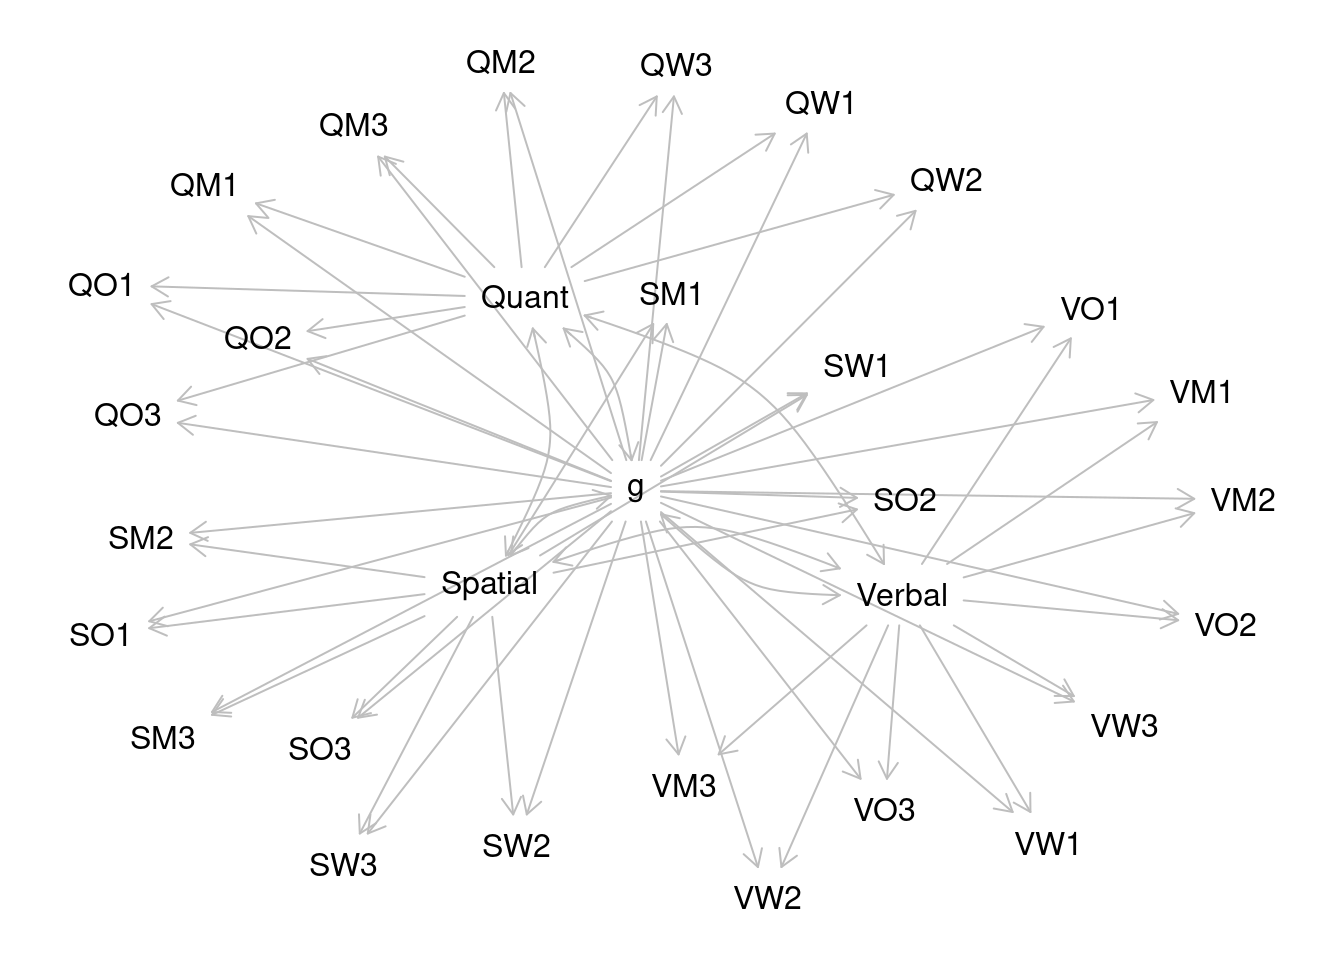 QM2
QW3
QW1
QM3
QW2
QM1
QO1
Quant
SM1
VO1
QO2
SW1
VM1
QO3
g
SO2
VM2
SM2
Spatial
Verbal
VO2
SO1
VW3
SM3
SO3
VM3
VO3
VW1
SW2
SW3
VW2